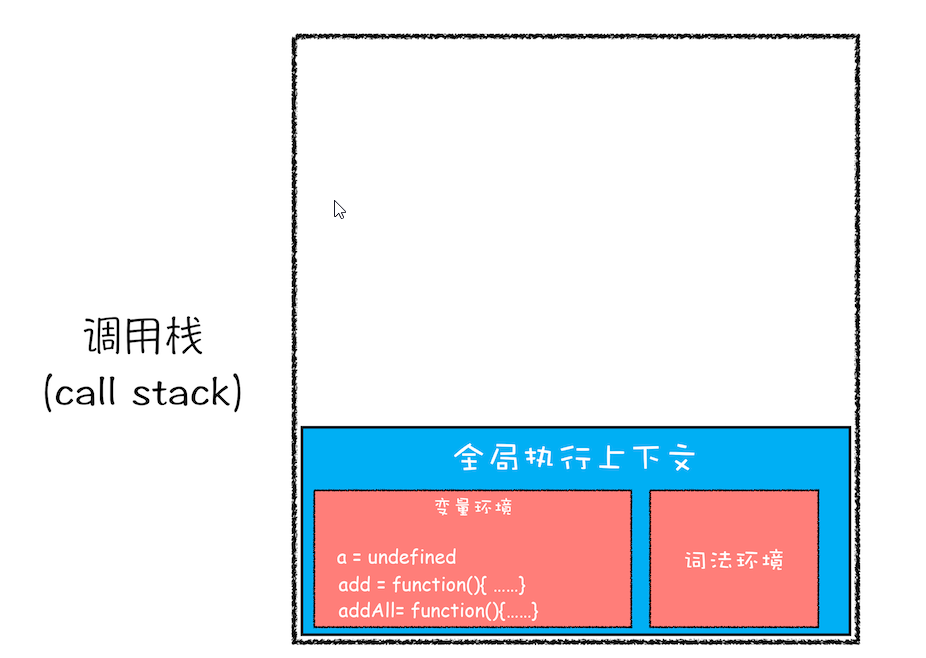 调用栈
(call stack)
全局执行上下文
变量环境
a = undefined
add = function(){ ......}
addAll= function(){......}
词法环境